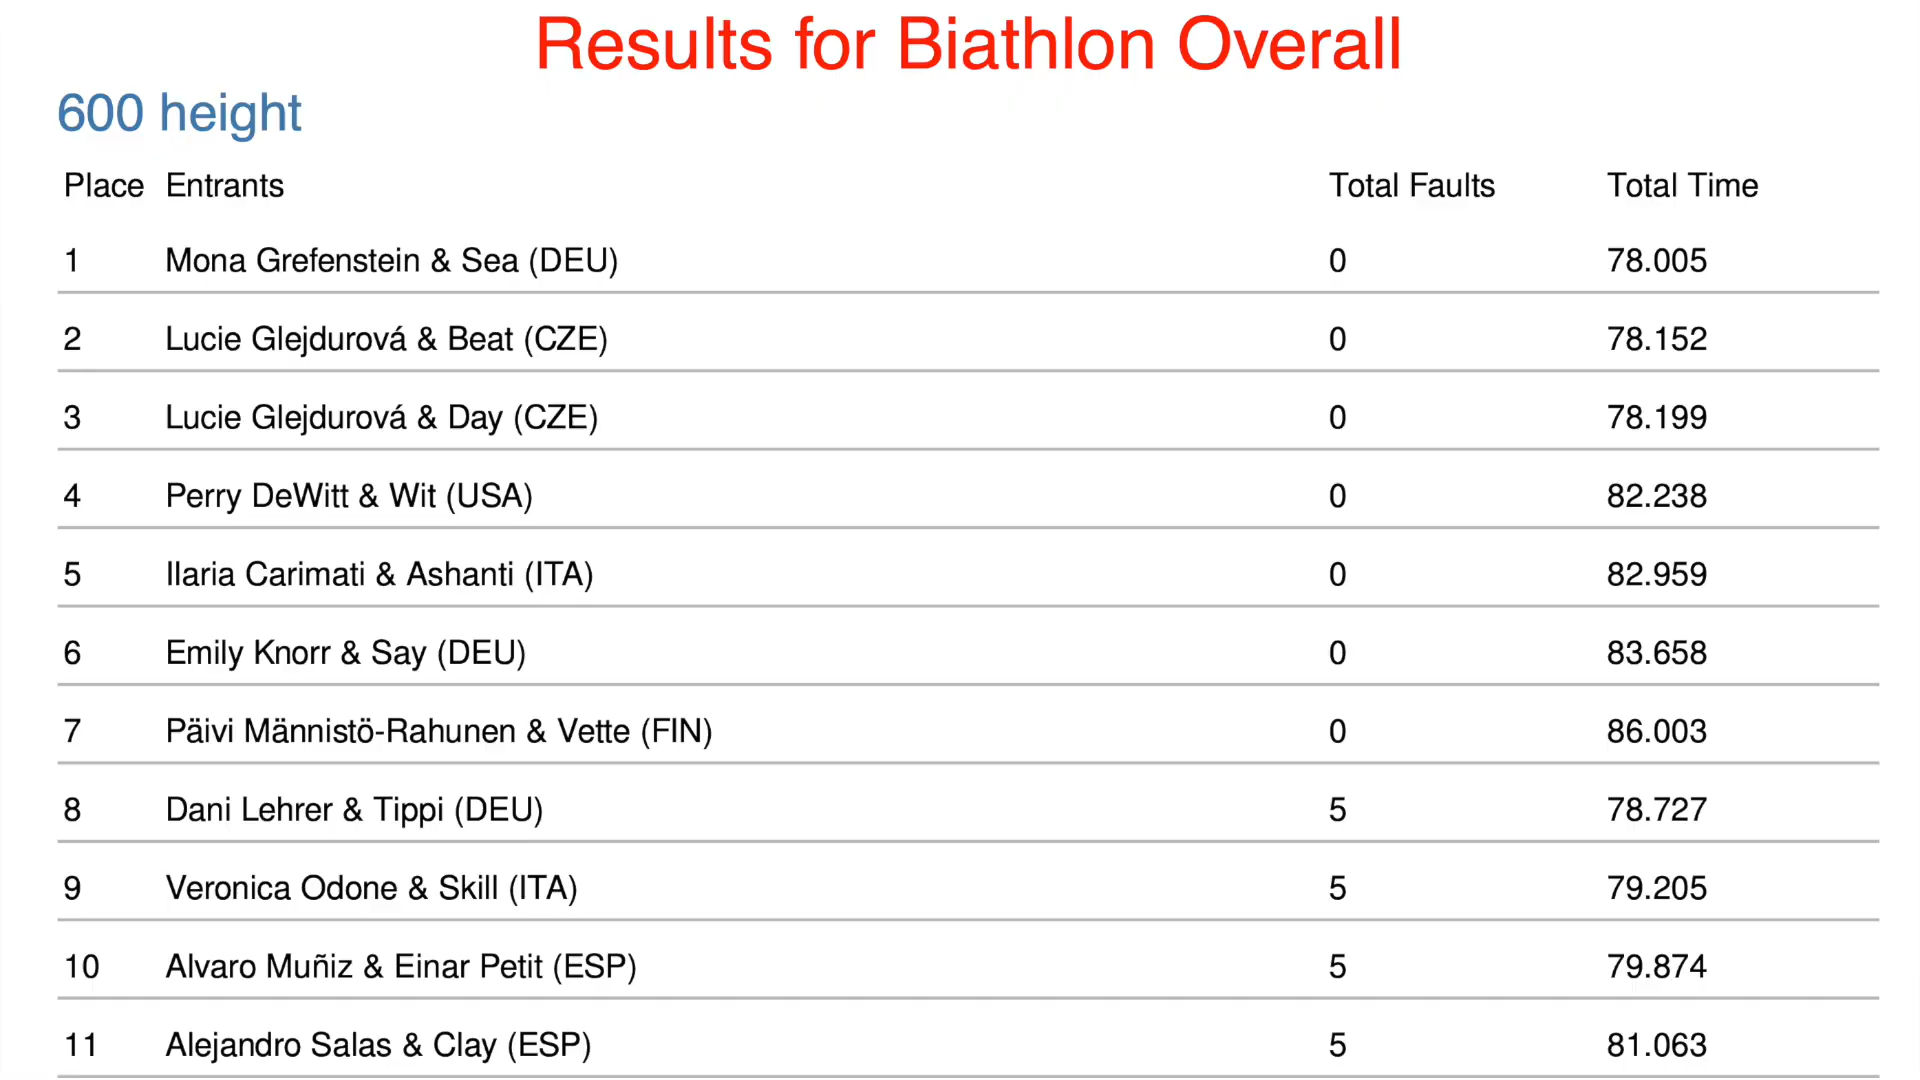 Results for Biathlon Overall
600 height
Place Entrants Total Faults Total Time
1 Mona Grefenstein & Sea (DEU) 0 78.005
2 Lucie Glejdurová & Beat (CZE) 0 78.152
3 Lucie Glejdurová & Day (CZE) 0 78.199
4 Perry DeWitt & Wit (USA) 0 82.238
5 Ilaria Carimati & Ashanti (ITA) 0 82.959
6 Emily Knorr & Say (DEU) 0 83.658
7 Päivi Männistö-Rahunen & Vette (FIN) 0 86.003
8 Dani Lehrer & Tippi (DEU) 5 78.727
9 Veronica Odone & Skill (ITA) 5 79.205
10 Alvaro Muñiz & Einar Petit (ESP) 5 79.874
11 Alejandro Salas & Clay (ESP) 5 81.063